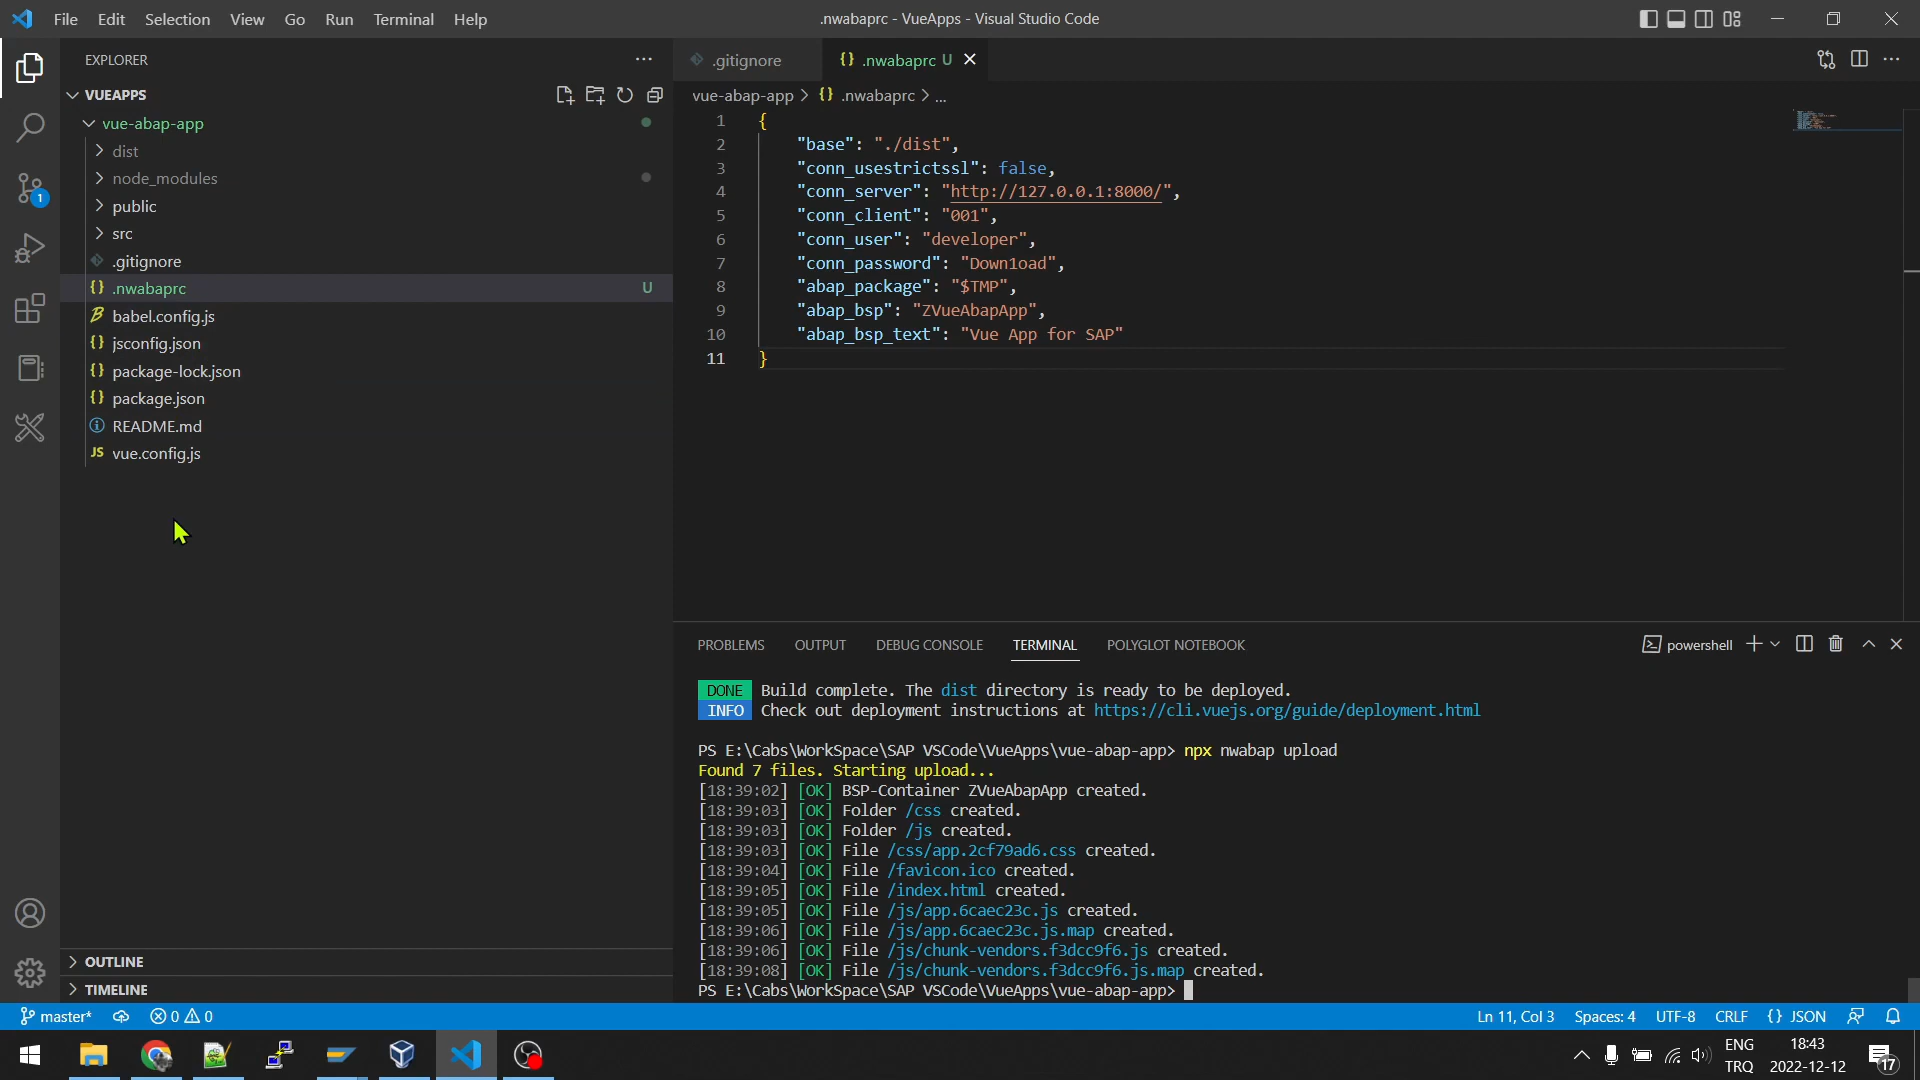 File Edit Selection View Go Run Terminal Help
.nwabaprc - VueApps - Visual Studio Code
EXPLORER
VUEAPPS
vue-abap-app
dist
node_modules
public
src
.gitignore
.nwabaprc U
babel.config.js
jsconfig.json
package-lock.json
package.json
README.md
JS vue.config.js
OUTLINE
TIMELINE
1
.gitignore
{} .nwabaprc U
vue-abap-app > {} .nwabaprc > ...
1 {
2 "base": "./dist",
3 "conn_usestrictssl": false,
4 "conn_server": "http://127.0.0.1:8000/",
5 "conn_client": "001",
6 "conn_user": "developer",
7 "conn_password": "Down1oad",
8 "abap_package": "$TMP",
9 "abap_bsp": "ZVueAbapApp",
10 "abap_bsp_text": "Vue App for SAP"
11 }
PROBLEMS OUTPUT DEBUG CONSOLE TERMINAL POLYGLOT NOTEBOOK
powershell
DONE Build complete. The dist directory is ready to be deployed.
INFO Check out deployment instructions at https://cli.vuejs.org/guide/deployment.html
PS E:\Cabs\WorkSpace\SAP VSCode\VueApps\vue-abap-app> npx nwabap upload
Found 7 files. Starting upload...
[18:39:02] [OK] BSP-Container ZVueAbapApp created.
[18:39:03] [OK] Folder /css created.
[18:39:03] [OK] Folder /js created.
[18:39:03] [OK] File /css/app.2cf79ad6.css created.
[18:39:04] [OK] File /favicon.ico created.
[18:39:05] [OK] File /index.html created.
[18:39:05] [OK] File /js/app.6caec23c.js created.
[18:39:06] [OK] File /js/app.6caec23c.js.map created.
[18:39:06] [OK] File /js/chunk-vendors.f3dcc9f6.js created.
[18:39:08] [OK] File /js/chunk-vendors.f3dcc9f6.js.map created.
PS E:\Cabs\WorkSpace\SAP VSCode\VueApps\vue-abap-app>
master* 0 0
Ln 11, Col 3 Spaces: 4 UTF-8 CRLF {} JSON
ENG
TRQ
18:43
2022-12-12
17